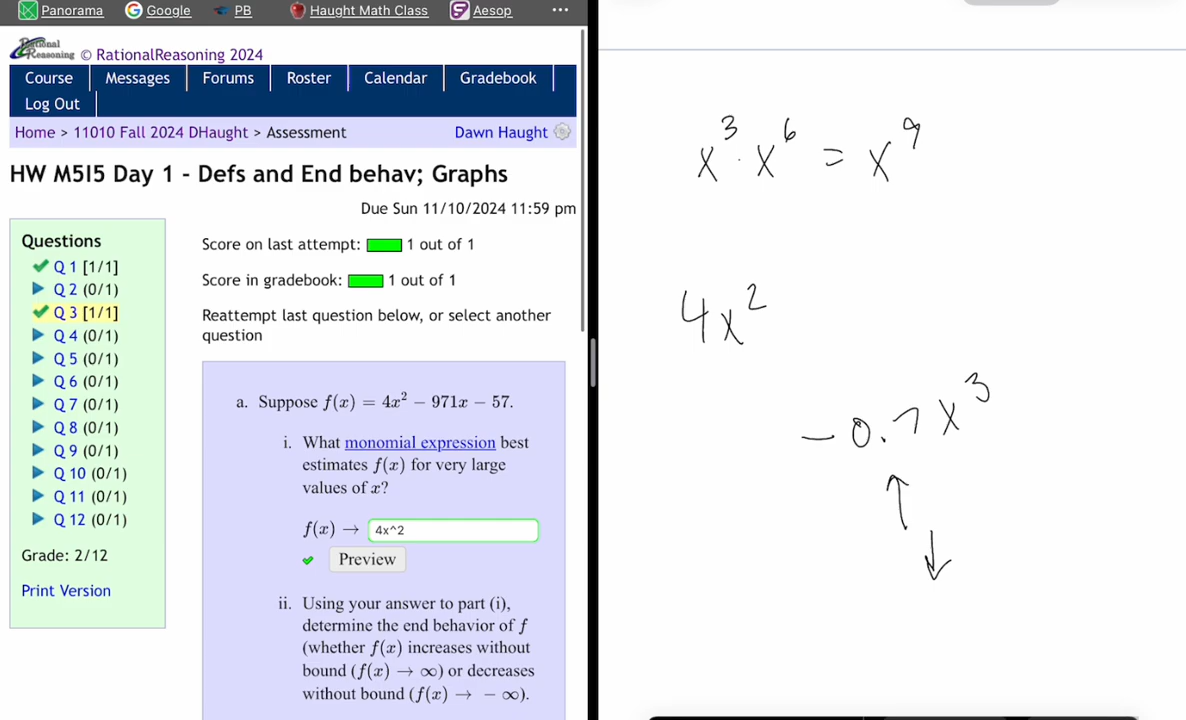 Panorama Google PB Haught Math Class Aesop ...
Rational Reasoning © RationalReasoning 2024
Course Messages Forums Roster Calendar Gradebook
Log Out
Home > 11010 Fall 2024 DHaught > Assessment Dawn Haught
HW M5I5 Day 1 - Defs and End behav; Graphs
Due Sun 11/10/2024 11:59 pm
Questions
Q 1 [1/1]
Q 2 (0/1)
Q 3 [1/1]
Q 4 (0/1)
Q 5 (0/1)
Q 6 (0/1)
Q 7 (0/1)
Q 8 (0/1)
Q 9 (0/1)
Q 10 (0/1)
Q 11 (0/1)
Q 12 (0/1)
Grade: 2/12
Print Version
Score on last attempt: 1 out of 1
Score in gradebook: 1 out of 1
Reattempt last question below, or select another
question
a. Suppose f(x) = 4x² − 971x − 57.
i. What monomial expression best
estimates f(x) for very large
values of x?
f(x) → 4x^2
Preview
ii. Using your answer to part (i),
determine the end behavior of f
(whether f(x) increases without
bound (f(x) → ∞) or decreases
without bound (f(x) → − ∞).
x³ · x⁶ = x⁹
4x²
−0.7x³
↑
↓